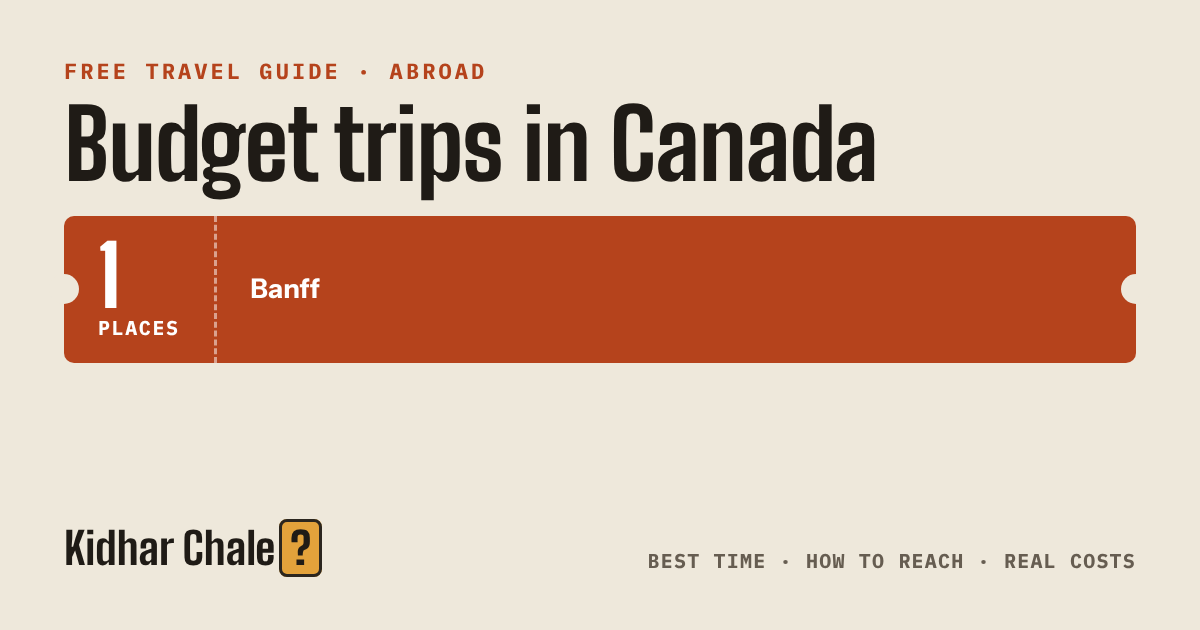 FREE TRAVEL GUIDE · ABROAD
Budget trips in Canada
1
PLACES
Banff
Kidhar Chale ?
BEST TIME · HOW TO REACH · REAL COSTS